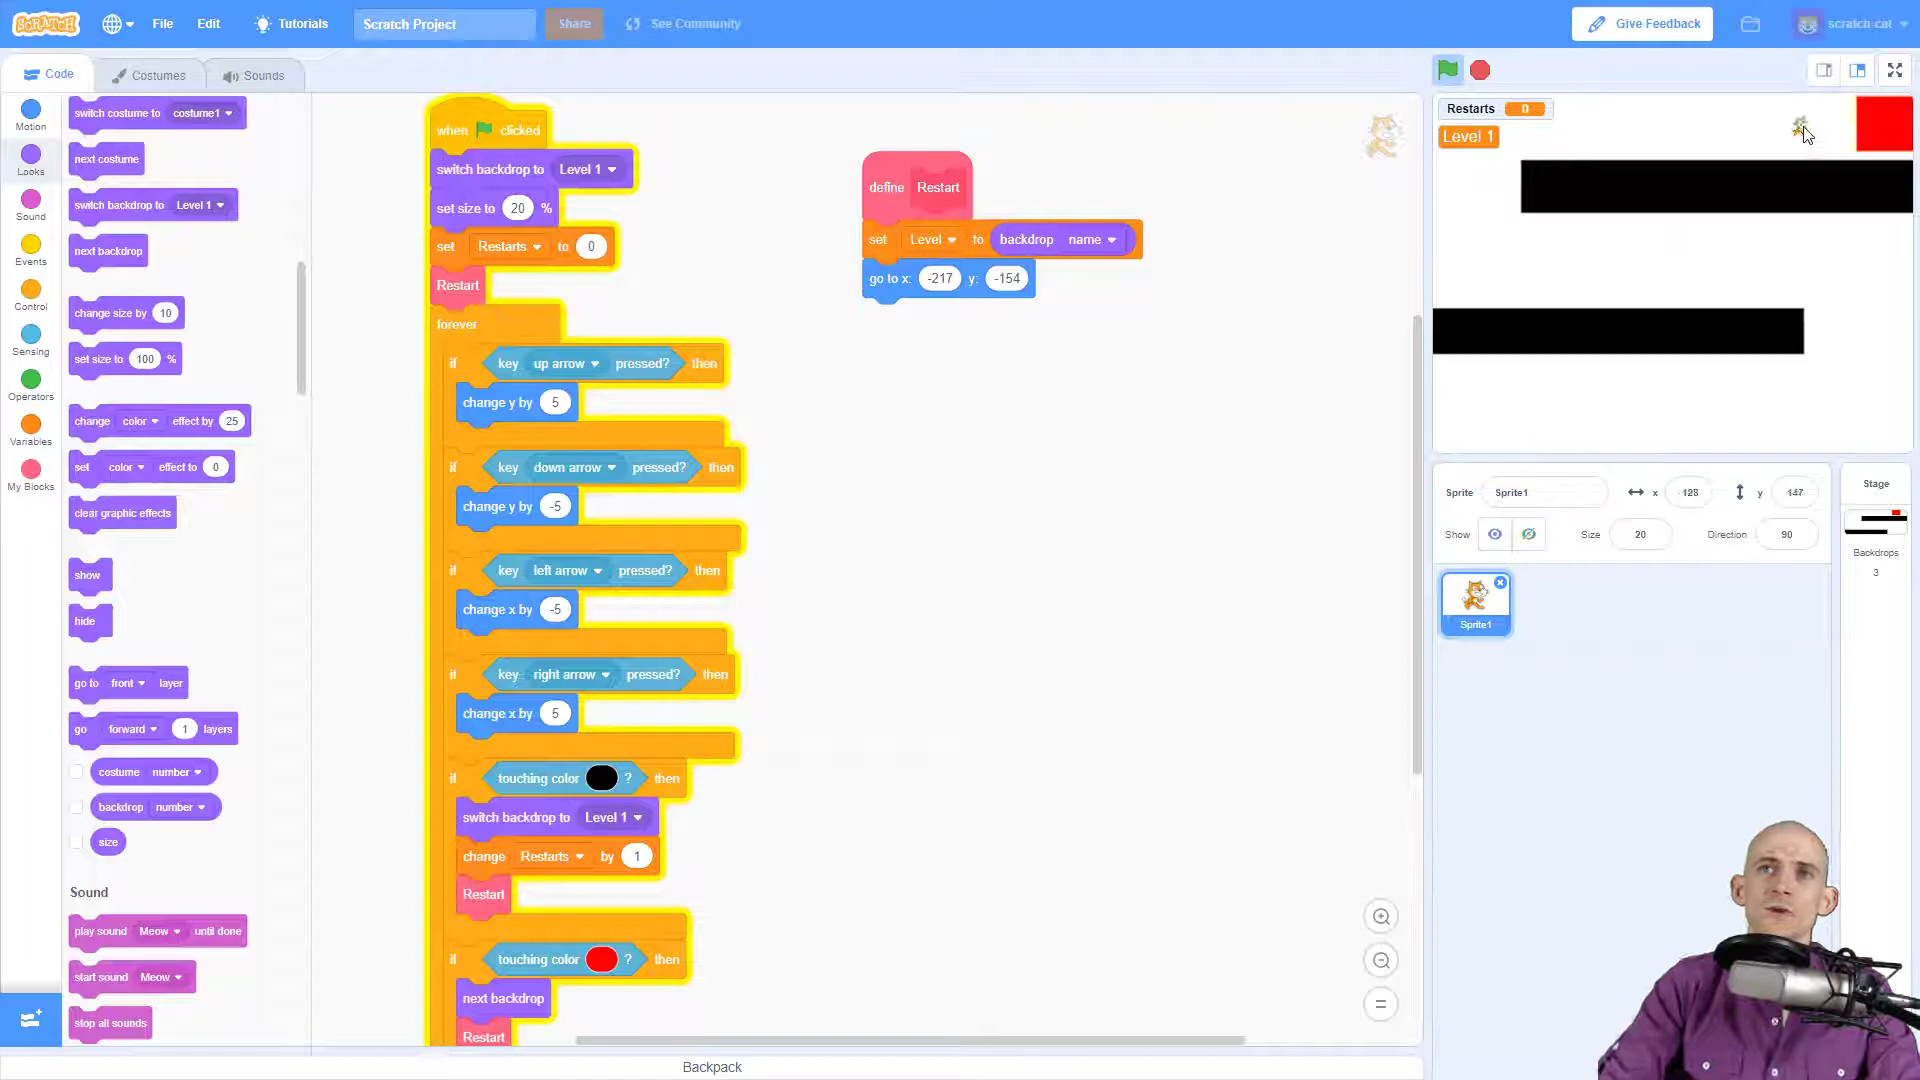 SCRATCH File Edit Tutorials Scratch Project Share See Community Give Feedback scratch-cat
Code Costumes Sounds
Motion
Looks
Sound
Events
Control
Sensing
Operators
Variables
My Blocks
switch costume to costume1
next costume
switch backdrop to Level 1
next backdrop
change size by 10
set size to 100 %
change color effect by 25
set color effect to 0
clear graphic effects
show
hide
go to front layer
go forward 1 layers
costume number
backdrop number
size
Sound
play sound Meow until done
start sound Meow
stop all sounds
when clicked
switch backdrop to Level 1
set size to 20 %
set Restarts to 0
Restart
forever
if key up arrow pressed? then
change y by 5
if key down arrow pressed? then
change y by -5
if key left arrow pressed? then
change x by -5
if key right arrow pressed? then
change x by 5
if touching color ? then
switch backdrop to Level 1
change Restarts by 1
Restart
if touching color ? then
next backdrop
Restart
define Restart
set Level to backdrop name
go to x: -217 y: -154
Restarts 0
Level 1
Sprite Sprite1 x y 147
Show Size 20 Direction 90
Sprite1
Stage
Backdrops
3
Backpack